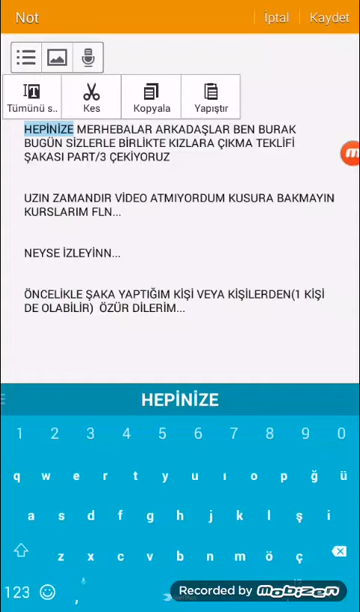 Not İptal Kaydet
Tümünü s.. Kes Kopyala Yapıştır
HEPİNİZE MERHEBALAR ARKADAŞLAR BEN BURAK
BUGÜN SİZLERLE BİRLİKTE KIZLARA ÇIKMA TEKLİFİ
ŞAKASI PART/3 ÇEKİYORUZ
UZIN ZAMANDIR VİDEO ATMIYORDUM KUSURA BAKMAYIN
KURSLARIM FLN...
NEYSE İZLEYİNN...
ÖNCELİKLE ŞAKA YAPTIĞIM KİŞİ VEYA KİŞİLERDEN(1 KİŞİ
DE OLABİLİR) ÖZÜR DİLERİM...
HEPİNİZE
1 2 3 4 5 6 7 8 9 0
q w e r t y u ı o p ğ ü
a s d f g h j k l ş i
z x c v b n m ö ç
123 ,
Recorded by mobizen